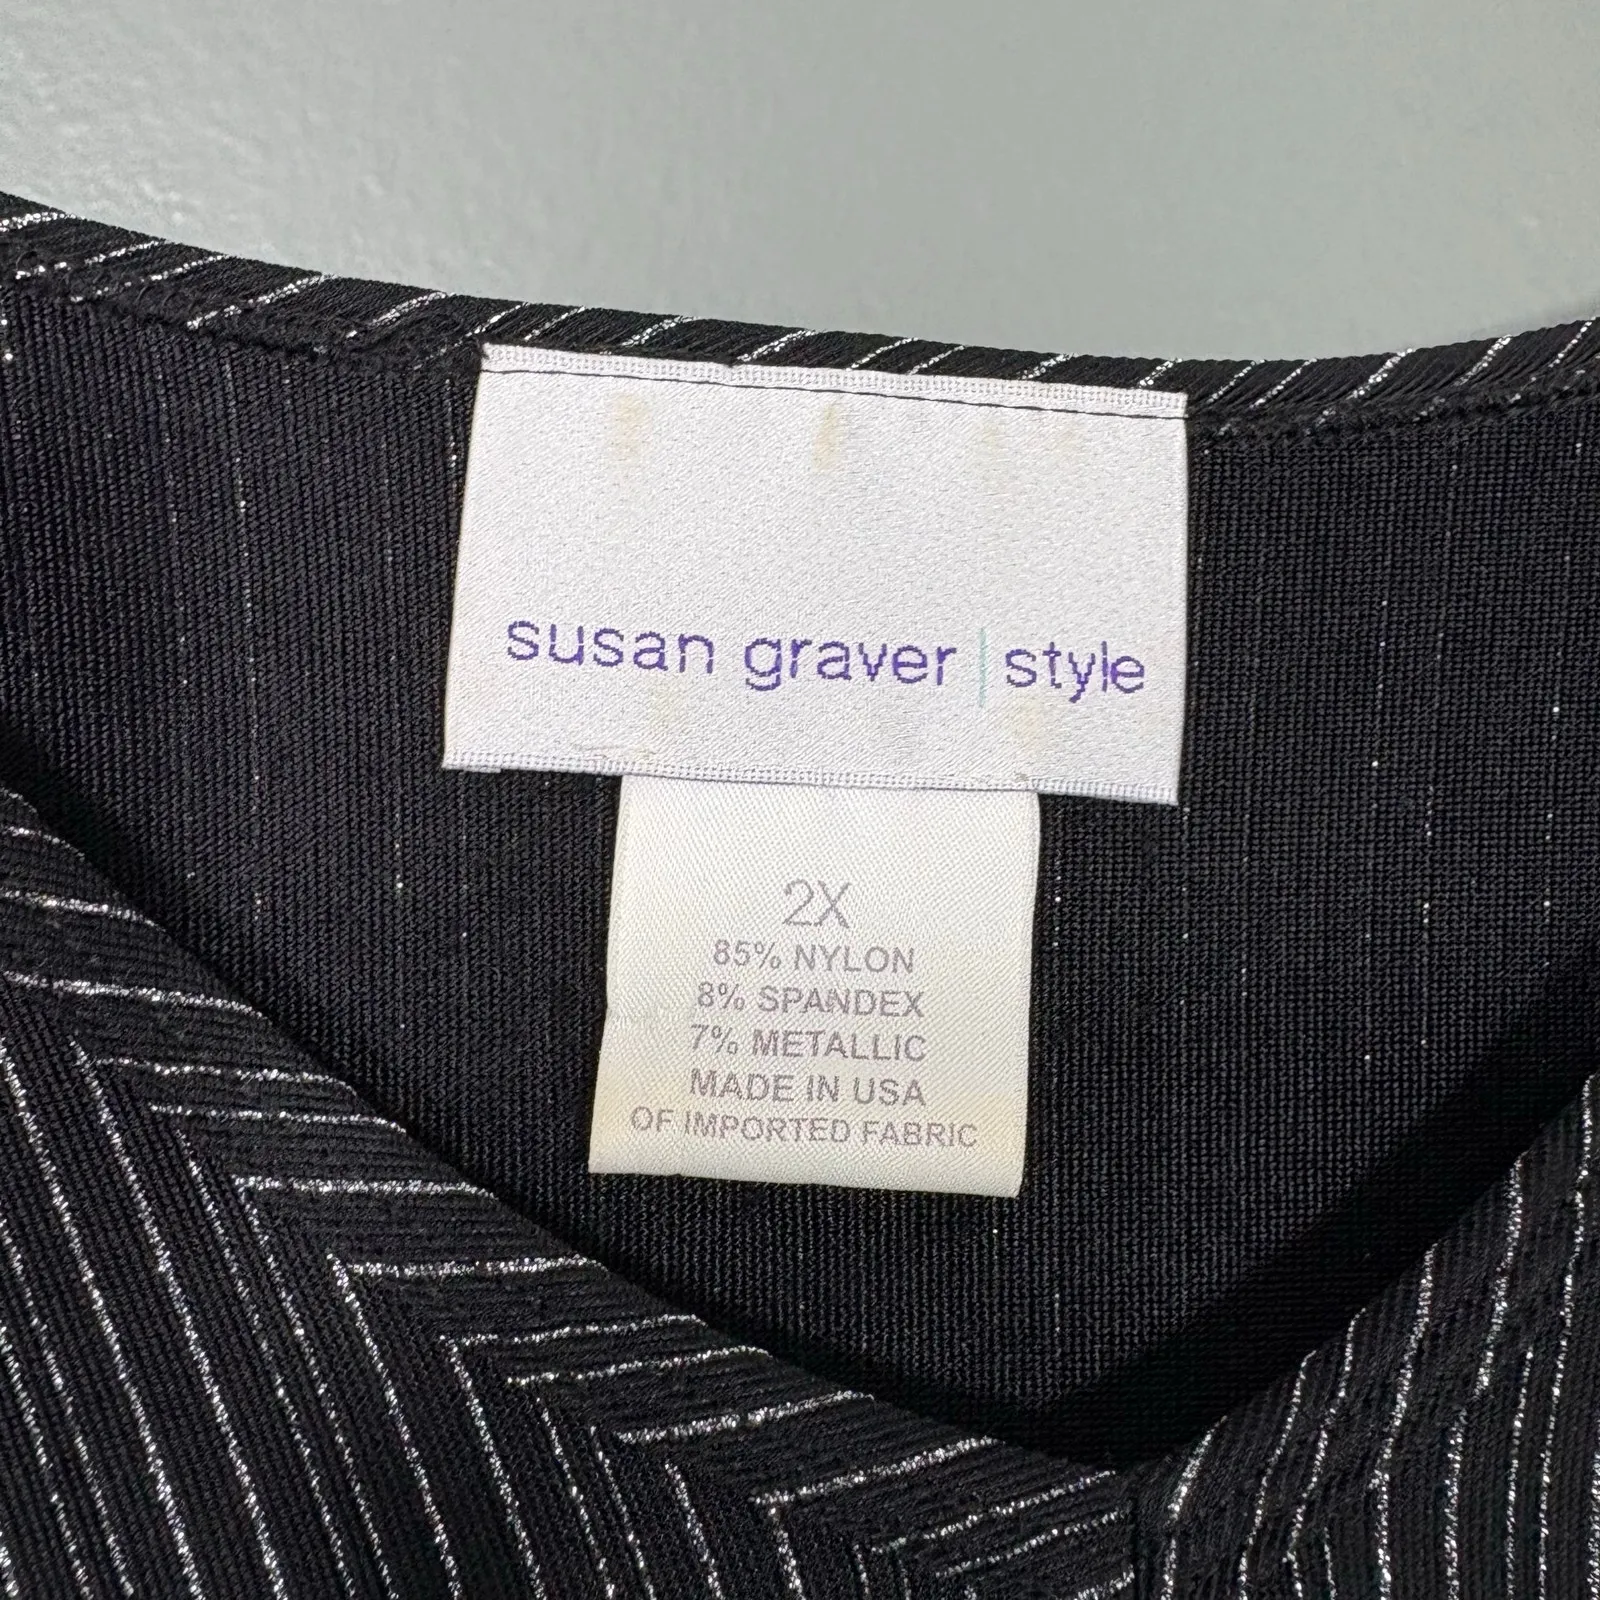 susan graver | style
2X
85% NYLON
8% SPANDEX
7% METALLIC
MADE IN USA
OF IMPORTED FABRIC